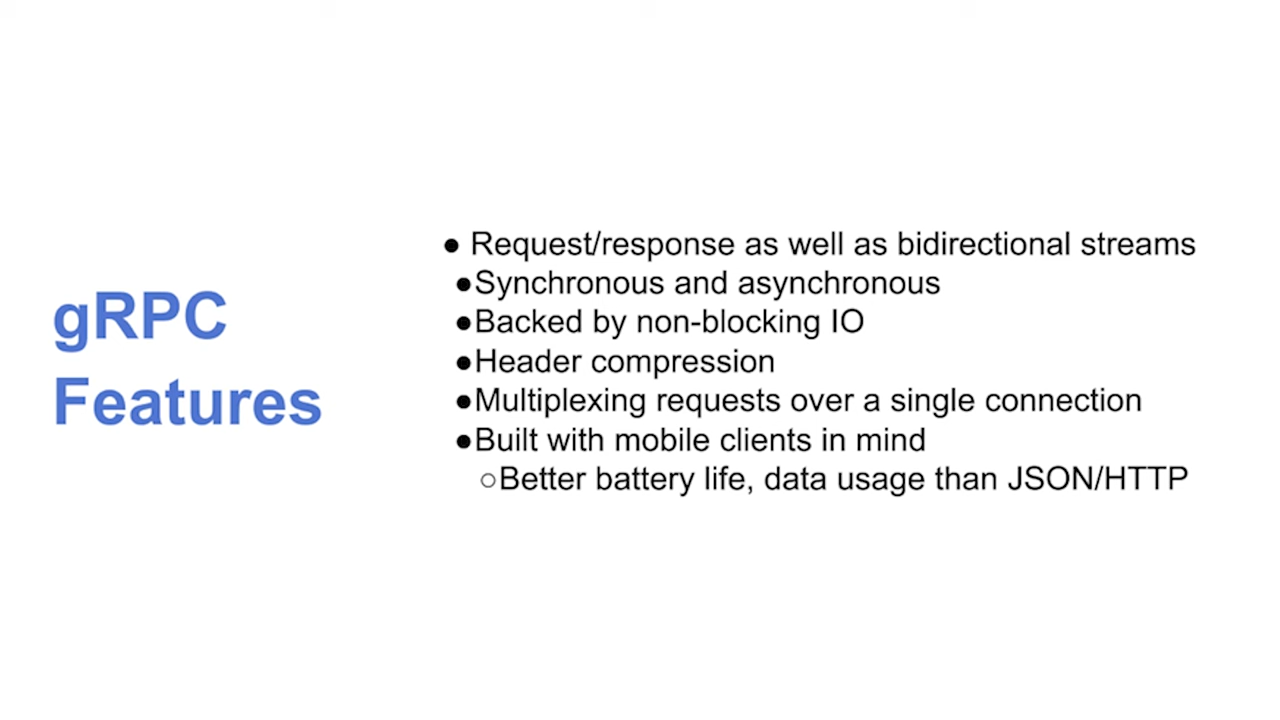 gRPC
Features
● Request/response as well as bidirectional streams
●Synchronous and asynchronous
●Backed by non-blocking IO
●Header compression
●Multiplexing requests over a single connection
●Built with mobile clients in mind
○Better battery life, data usage than JSON/HTTP